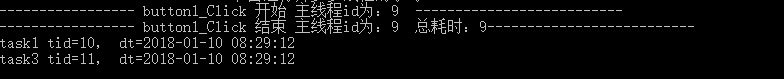 ----------------- button1_Click 开始 主线程id为：9  --------------------------
----------------- button1_Click 结束 主线程id为：9  总耗时：9--------------------------
task1 tid=10,  dt=2018-01-10 08:29:12
task3 tid=11,  dt=2018-01-10 08:29:12